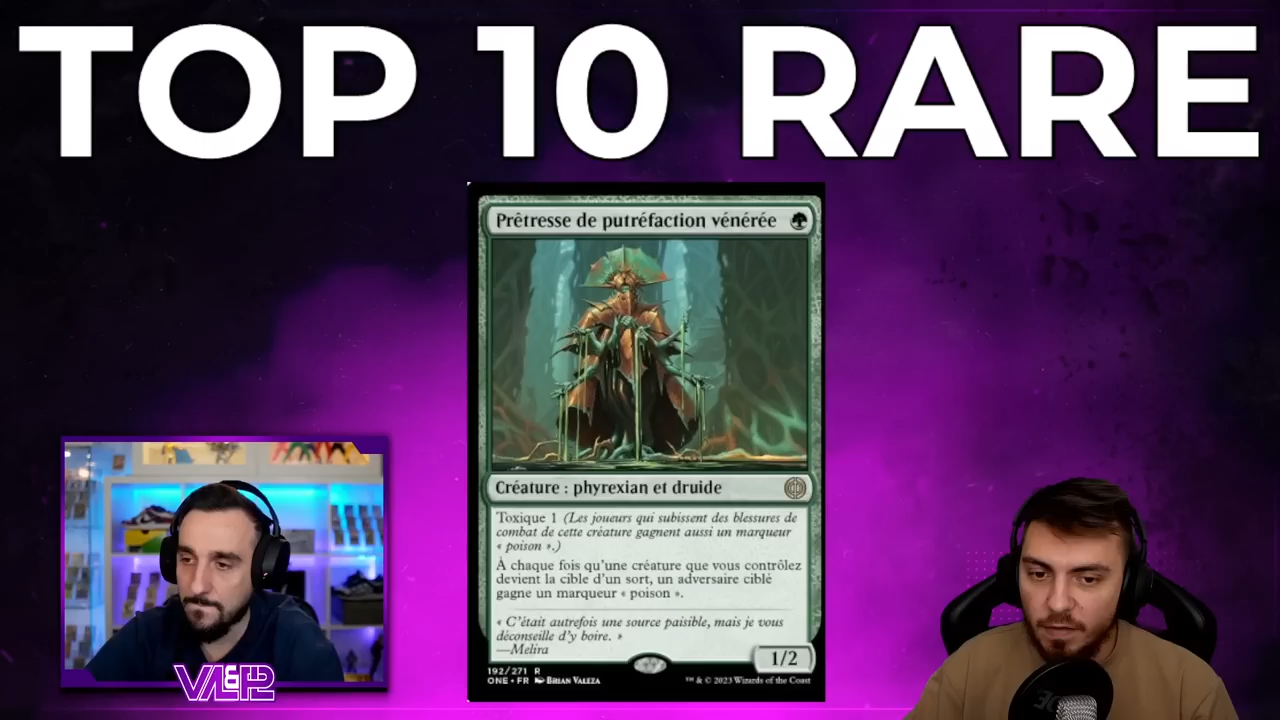 TOP 10 RARE
Prêtresse de putréfaction vénérée
Créature : phyrexian et druide
Toxique 1 (Les joueurs qui subissent des blessures de
combat de cette créature gagnent aussi un marqueur
« poison ».)
À chaque fois qu'une créature que vous contrôlez
devient la cible d'un sort, un adversaire ciblé
gagne un marqueur « poison ».
« C'était autrefois une source paisible, mais je vous
déconseille d'y boire. »
—Melira
1/2
192/271 R
ONE • FR Brian Valeza
™ & © 2023 Wizards of the Coast